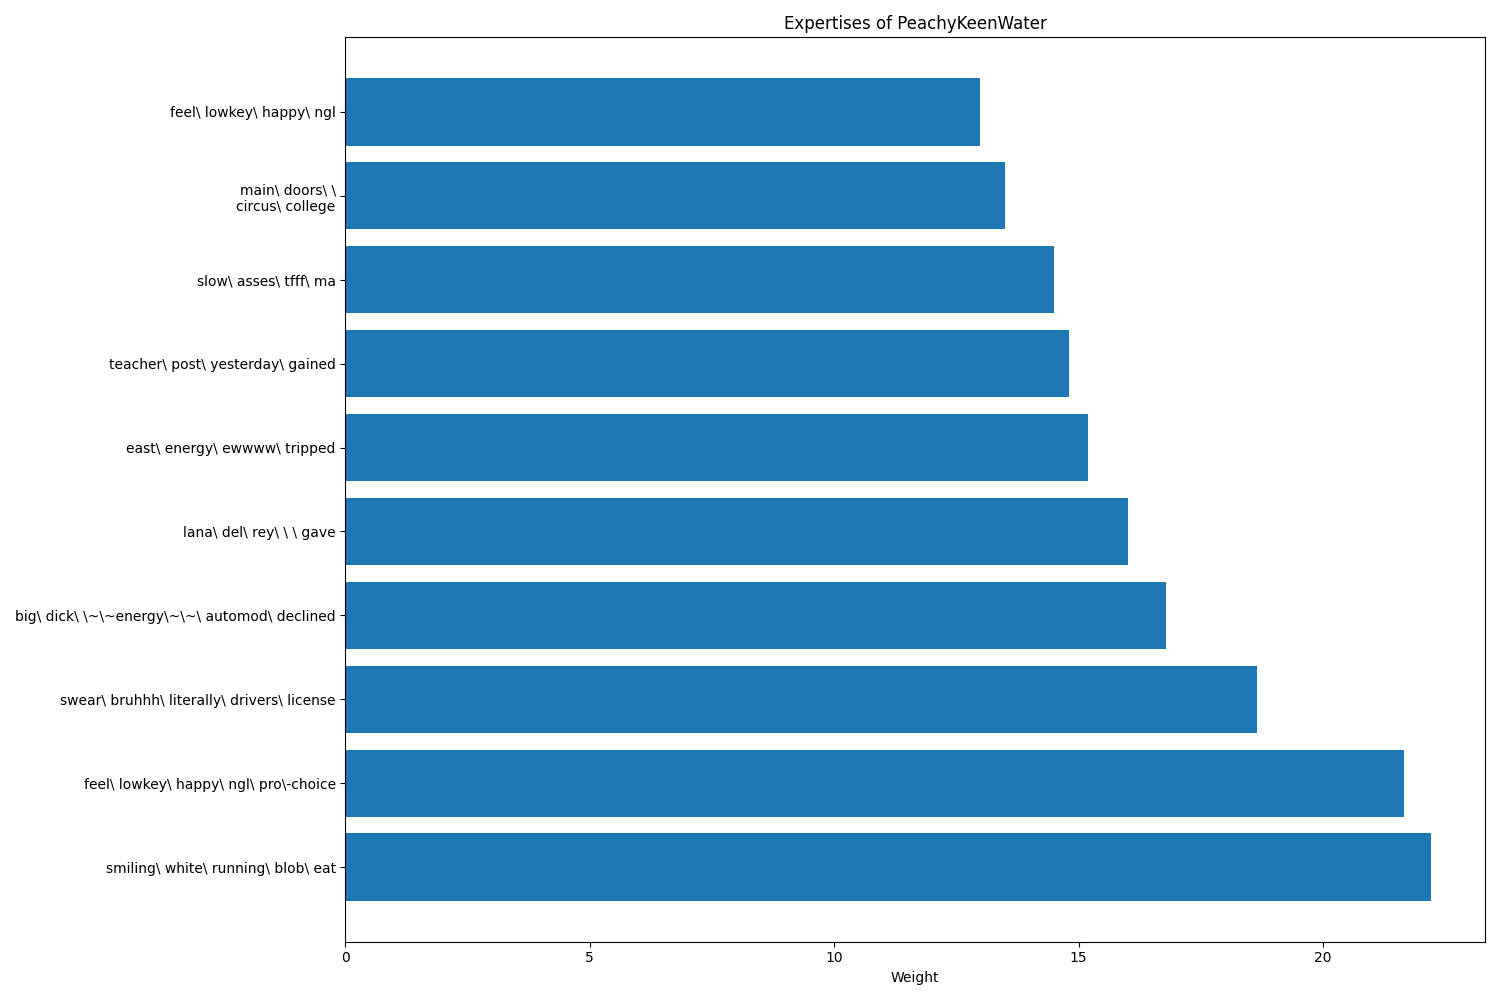 Expertises of PeachyKeenWater
feel\ lowkey\ happy\ ngl
main\ doors\ \
circus\ college
slow\ asses\ tfff\ ma
teacher\ post\ yesterday\ gained
east\ energy\ ewwww\ tripped
lana\ del\ rey\ \ \ gave
big\ dick\ \~\~energy\~\~\ automod\ declined
swear\ bruhhh\ literally\ drivers\ license
feel\ lowkey\ happy\ ngl\ pro\-choice
smiling\ white\ running\ blob\ eat
0 5 10 15 20
Weight